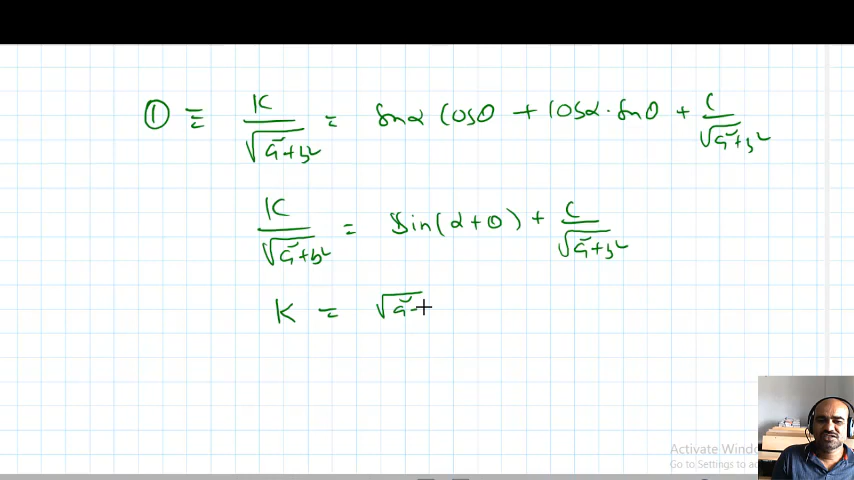 ① ≡ K/√(a²+b²) = Sinα Cosθ + Cosα·Sinθ + C/√(a²+b²)
K/√(a²+b²) = Sin(α+θ) + C/√(a²+b²)
K = √a²+
Activate Windo
Go to Settings to a